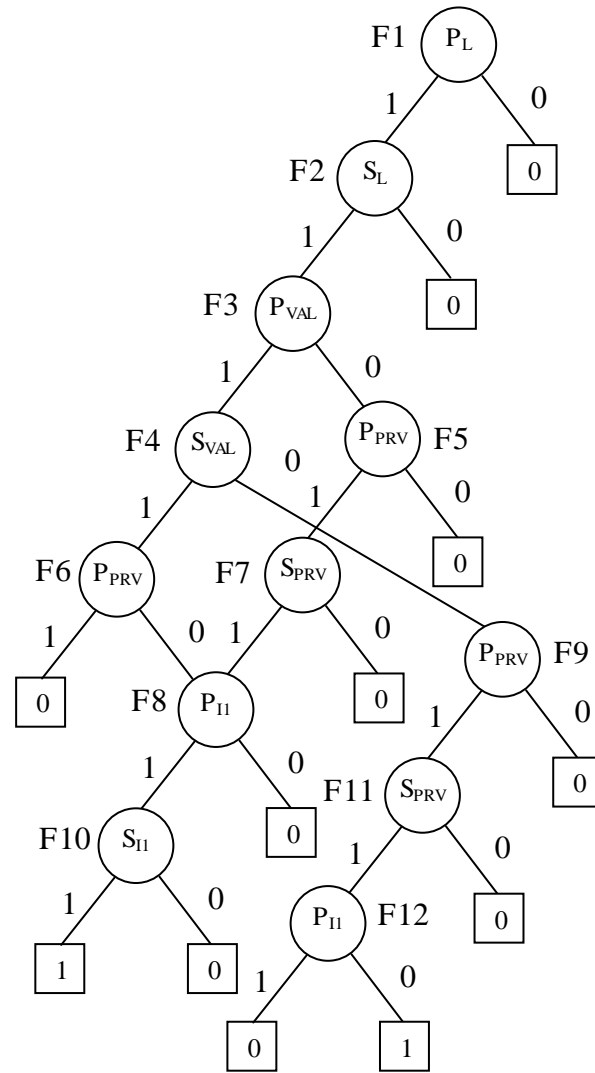 F1 P_L
1 0
F2 S_L 0
1 0
F3 P_VAL 0
1 0
F4 S_VAL P_PRV F5
0
1 1 0
F6 P_PRV F7 S_PRV 0
1 0 1 0 P_PRV F9
0 F8 P_I1 0 1 0
1 0 F11 S_PRV 0
F10 S_I1 0
1 0 1 0
P_I1 F12 0
1 0 1 0
0 1